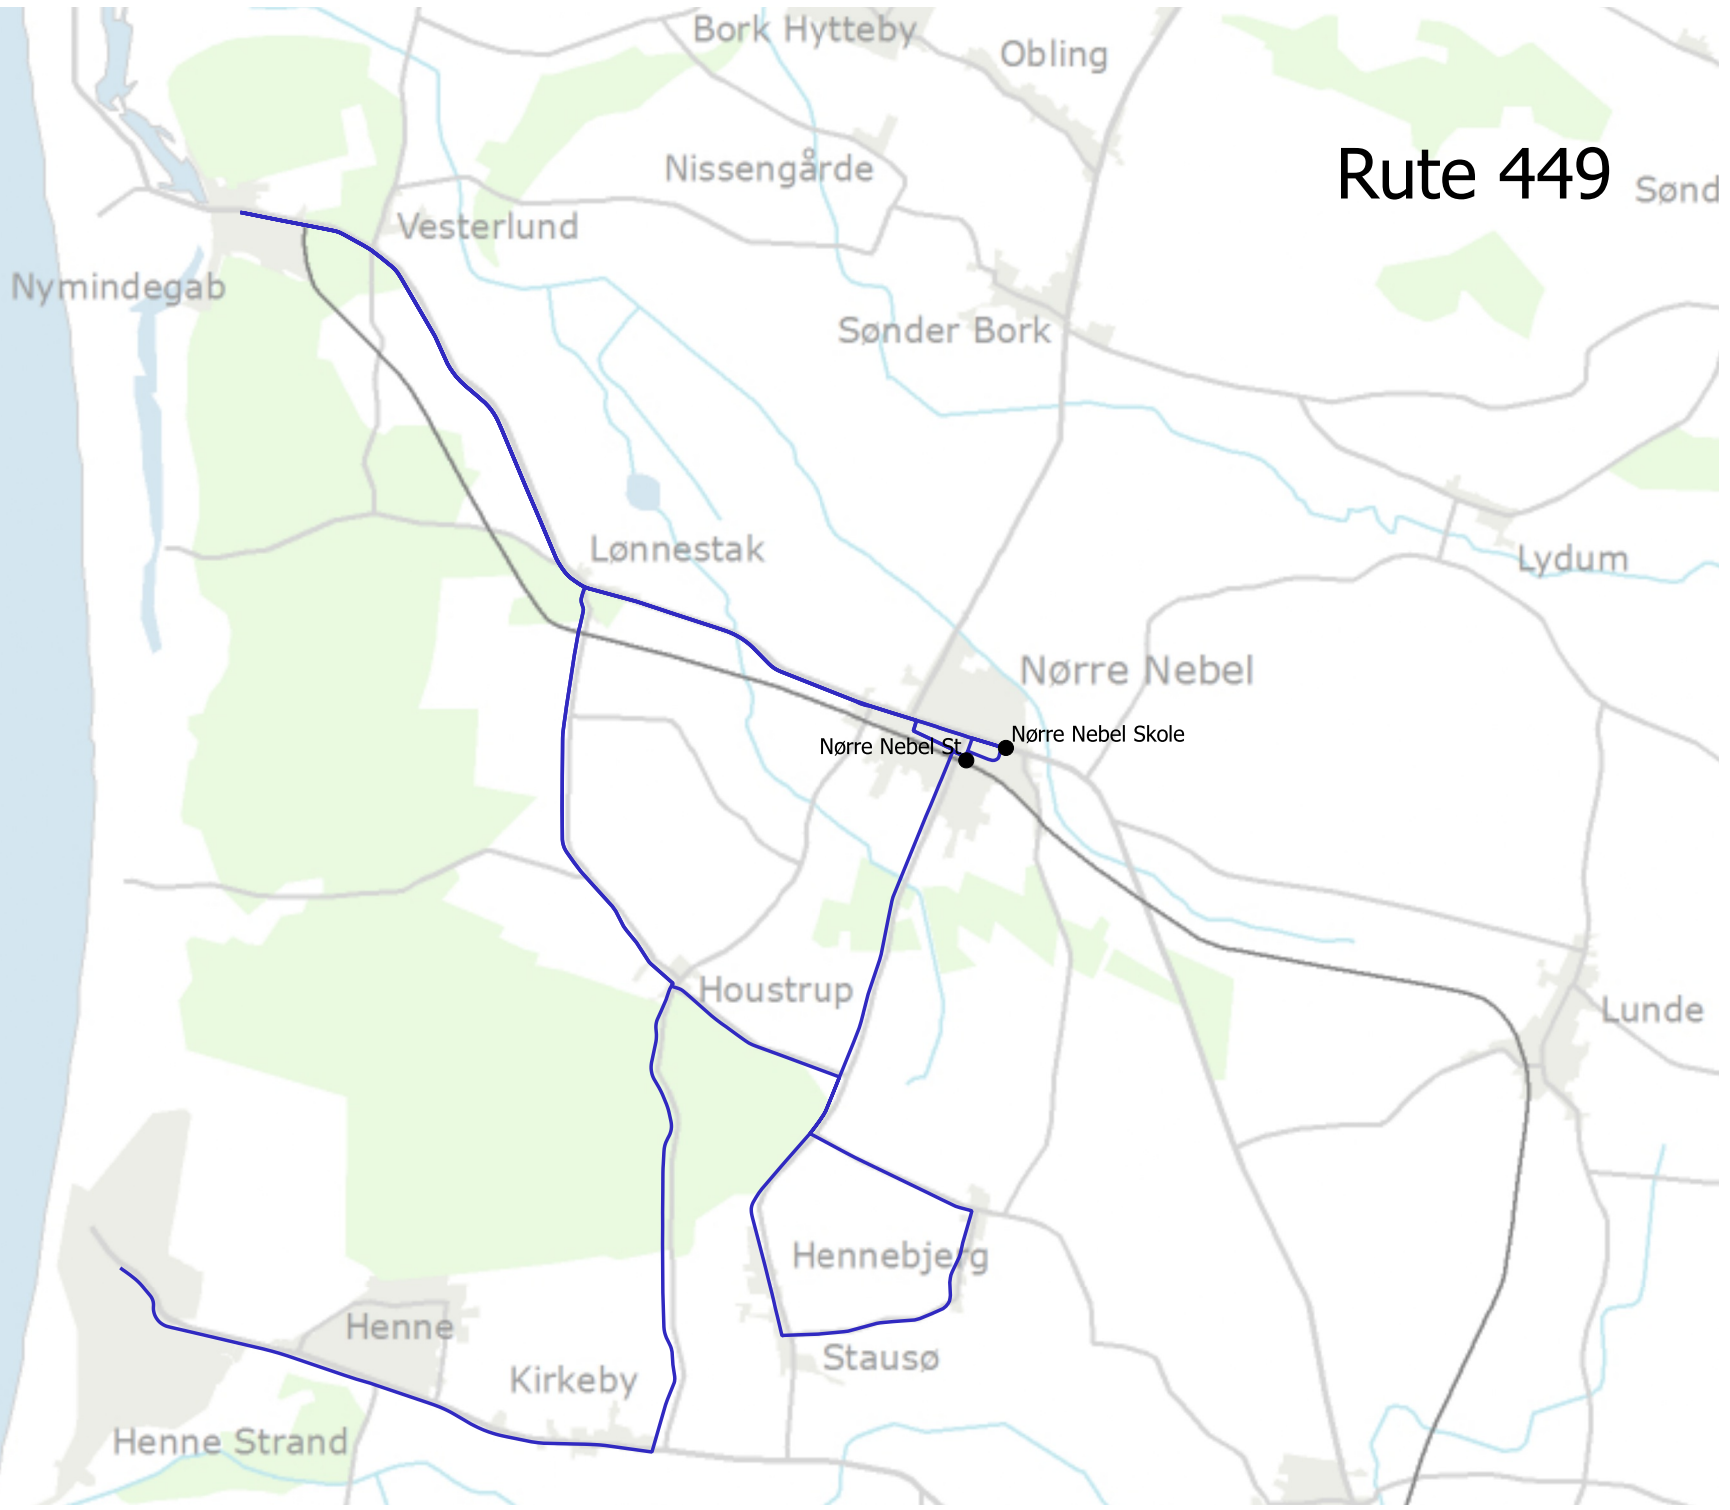 Bork Hytteby
Obling
Nissengårde
Rute 449
Sønd
Vesterlund
Nymindegab
Sønder Bork
Lønnestak
Lydum
Nørre Nebel
Nørre Nebel Skole
Nørre Nebel St
Houstrup
Lunde
Hennebjerg
Henne
Stausø
Kirkeby
Henne Strand